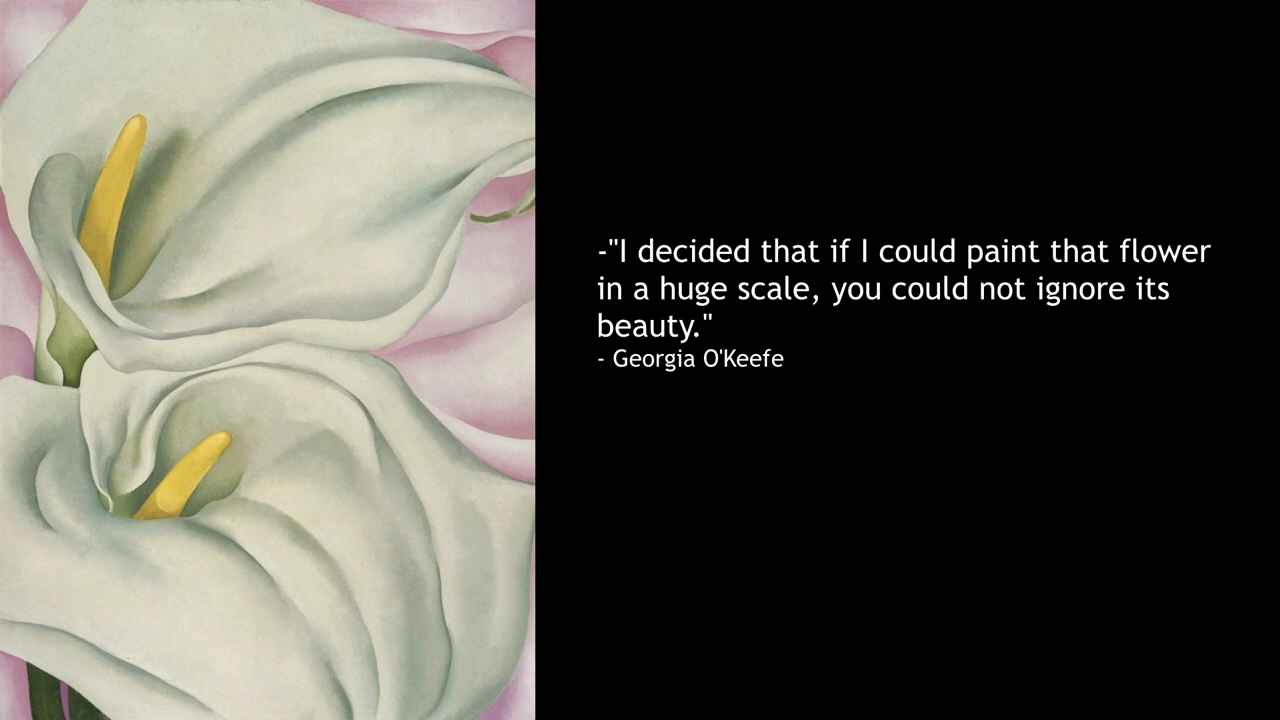 -"I decided that if I could paint that flower
in a huge scale, you could not ignore its
beauty."
- Georgia O'Keefe